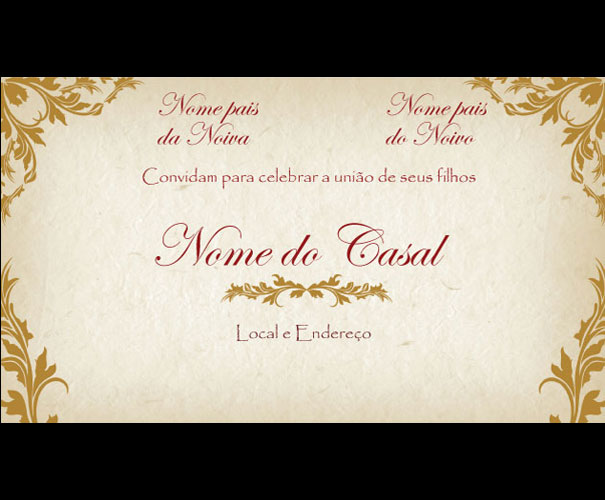 Nome pais
da Noiva
Nome pais
do Noivo
Convidam para celebrar a união de seus filhos
Nome do Casal
Local e Endereço